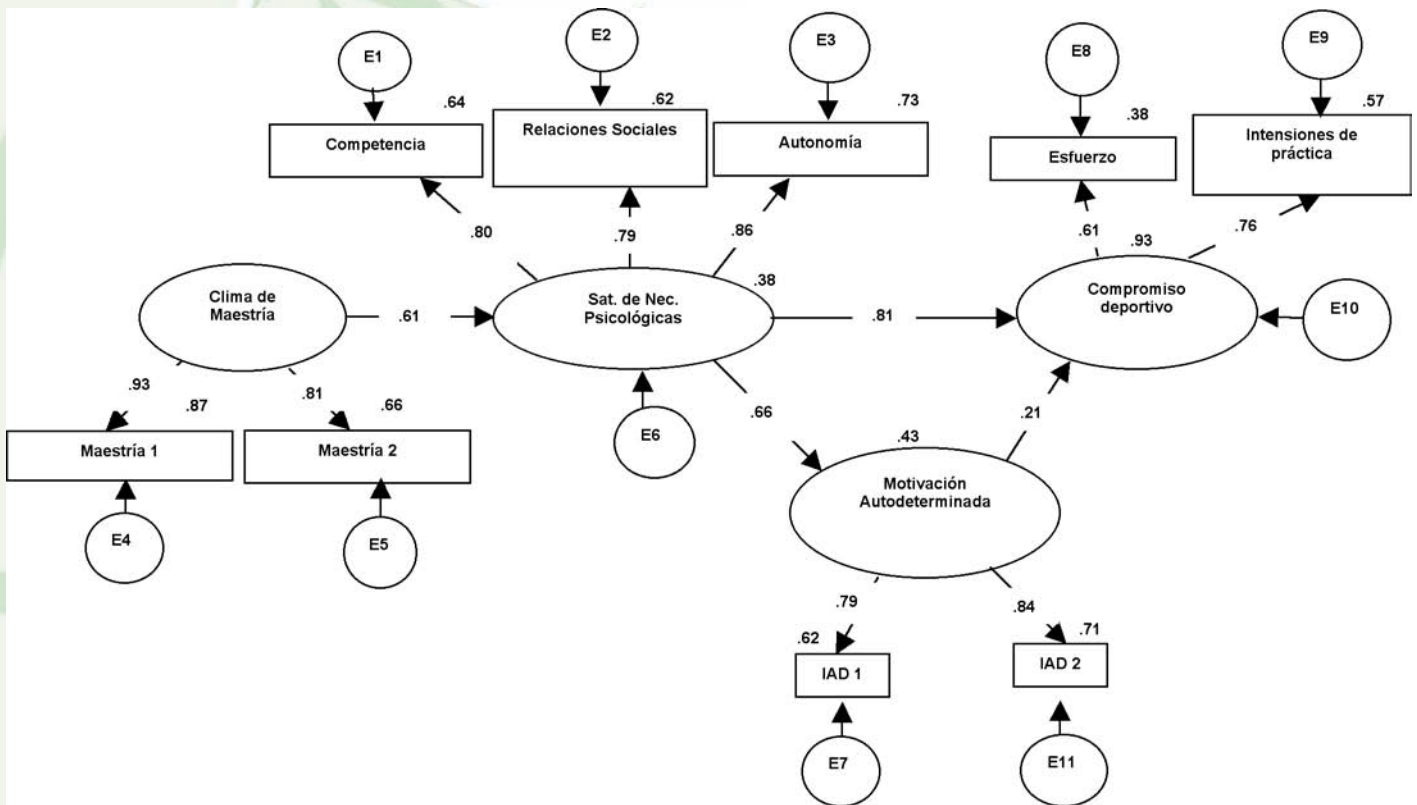 E1
E2
E3
E8
E9
.64
.62
.73
.38
.57
Competencia
Relaciones Sociales
Autonomía
Esfuerzo
Intensiones de
práctica
.80
.79
.86
.61
.93
.76
Clima de
Maestría
.61
Sat. de Nec.
Psicológicas
.38
.81
Compromiso
deportivo
E10
.93
.87
.81
.66
Maestría 1
Maestría 2
E4
E5
E6
.66
.21
.43
Motivación
Autodeterminada
.79
.84
.62
.71
IAD 1
IAD 2
E7
E11